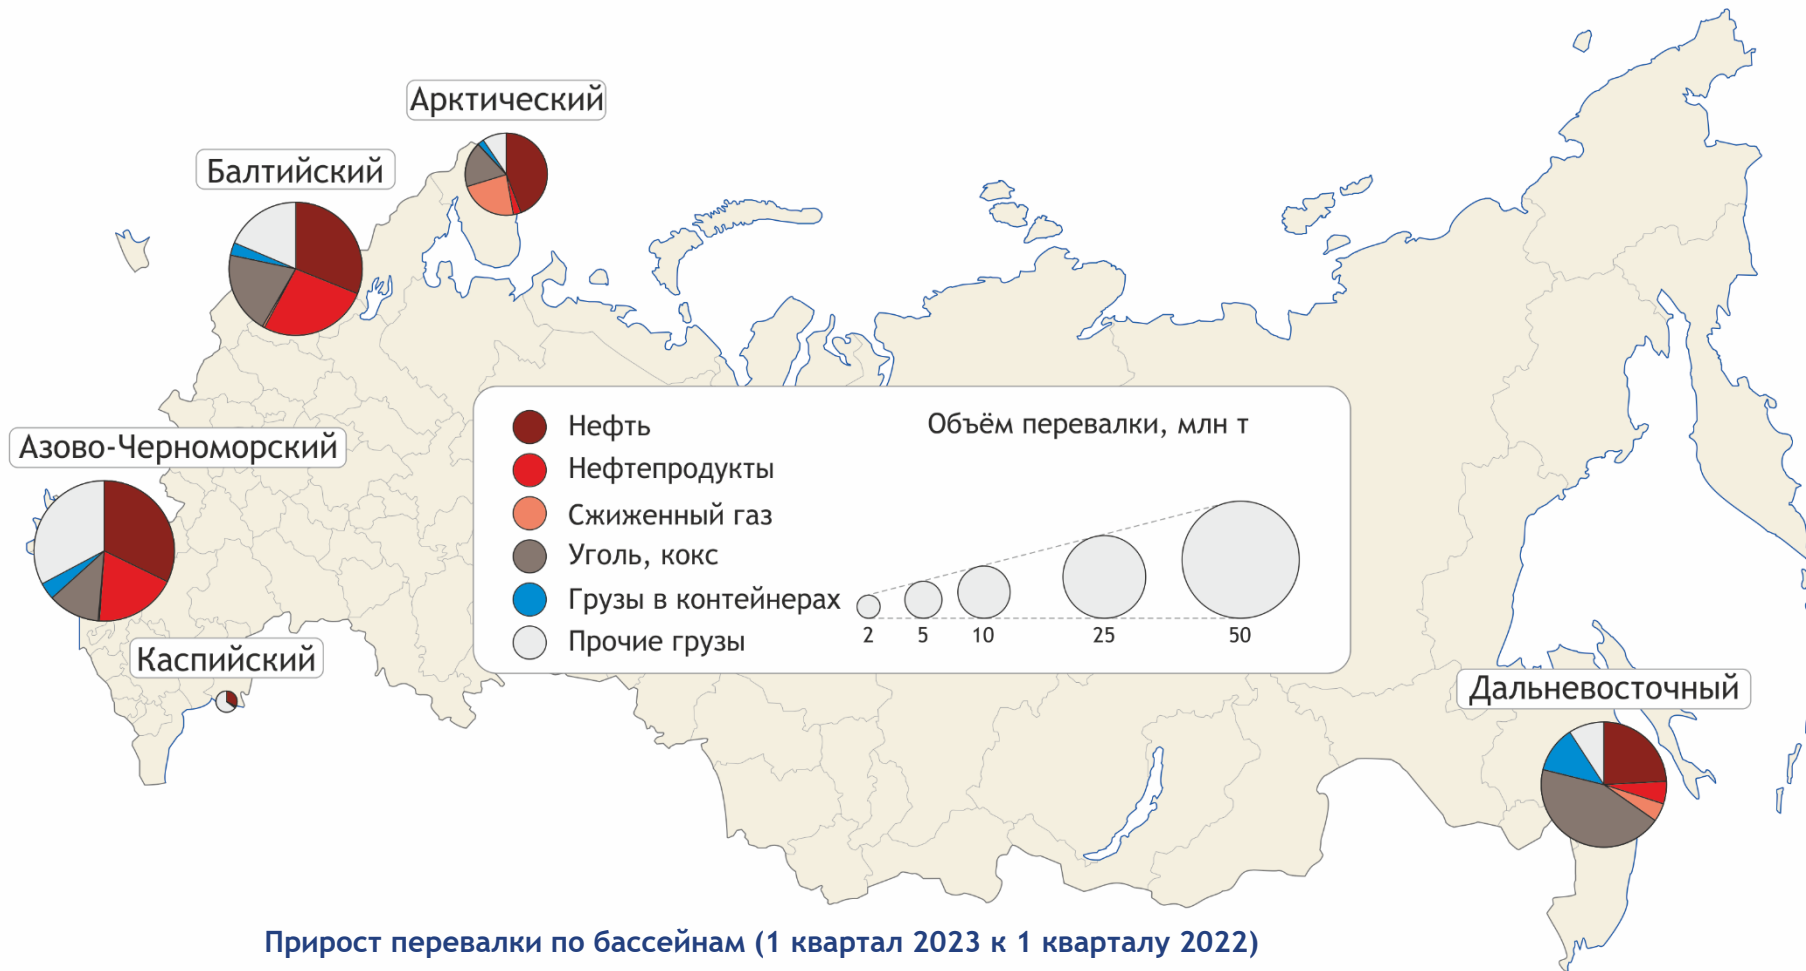 Арктический
Балтийский
Азово-Черноморский
Каспийский
Дальневосточный
Нефть
Нефтепродукты
Сжиженный газ
Уголь, кокс
Грузы в контейнерах
Прочие грузы
Объём перевалки, млн т
2 5 10 25 50
Прирост перевалки по бассейнам (1 квартал 2023 к 1 кварталу 2022)